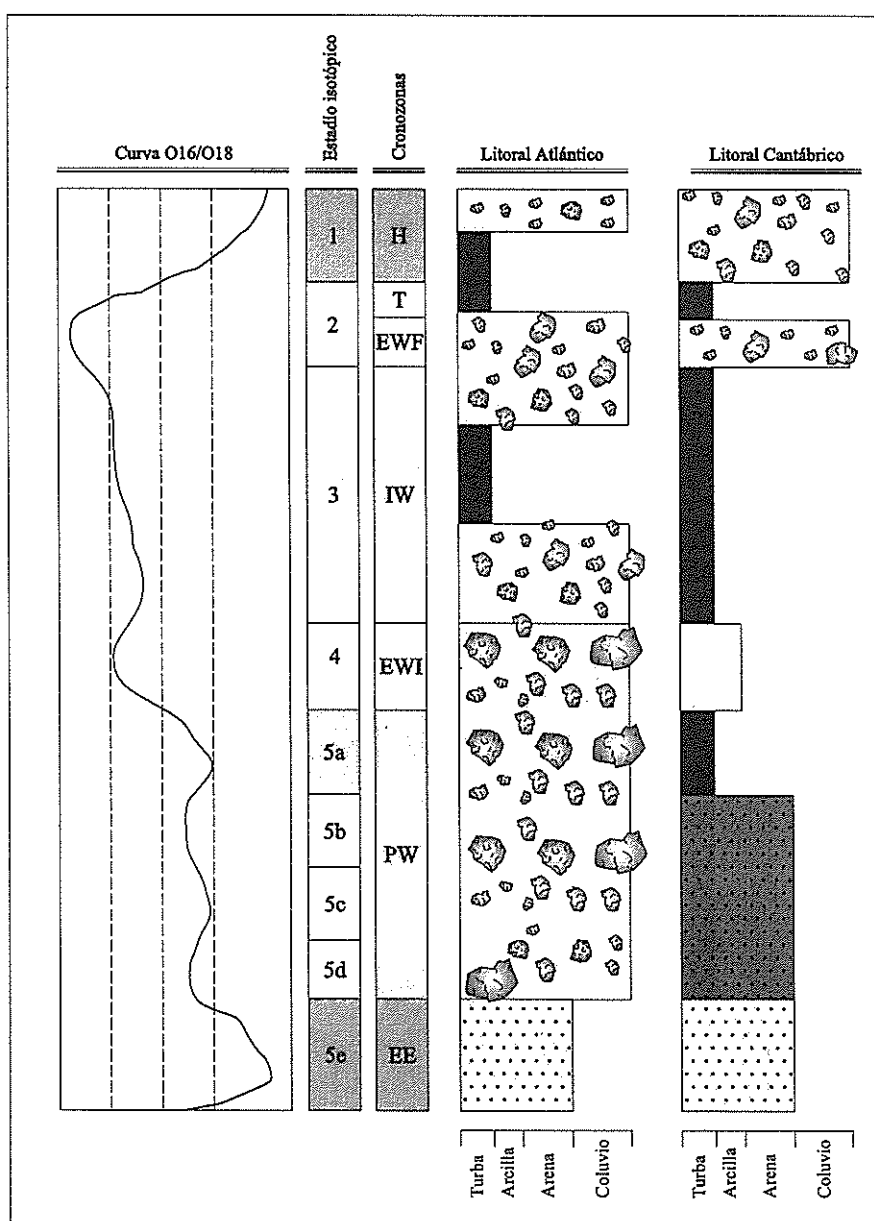 Curva O16/O18
Estadio isotópico
Cronozonas
Litoral Atlántico
Litoral Cantábrico
1
H
2
T
EWF
3
IW
4
EWI
5a
5b
PW
5c
5d
5e
EE
Turba
Arcilla
Arena
Coluvio
Turba
Arcilla
Arena
Coluvio